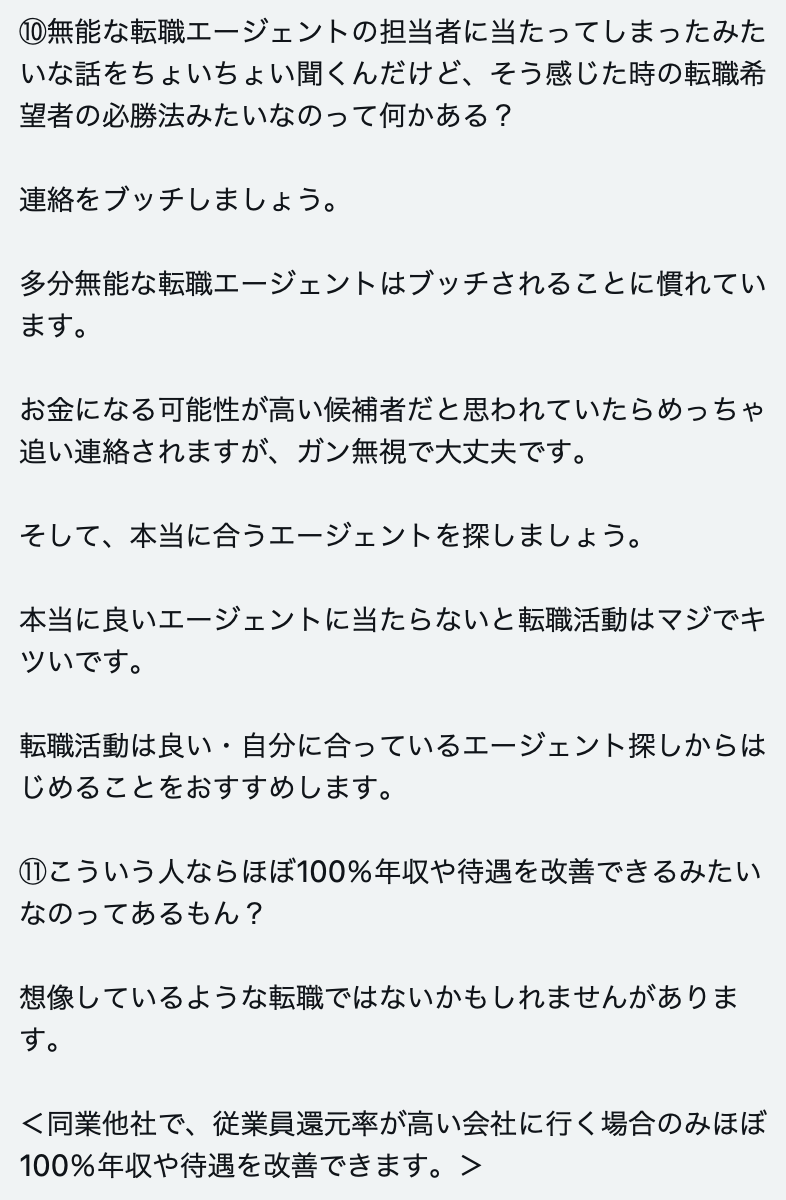 ⑩無能な転職エージェントの担当者に当たってしまったみた
いな話をちょいちょい聞くんだけど、そう感じた時の転職希
望者の必勝法みたいなのって何かある？
連絡をブッチしましょう。
多分無能な転職エージェントはブッチされることに慣れてい
ます。
お金になる可能性が高い候補者だと思われていたらめっちゃ
追い連絡されますが、ガン無視で大丈夫です。
そして、本当に合うエージェントを探しましょう。
本当に良いエージェントに当たらないと転職活動はマジでキ
ツいです。
転職活動は良い・自分に合っているエージェント探しからは
じめることをおすすめします。
⑪こういう人ならほぼ100%年収や待遇を改善できるみたい
なのってあるもん？
想像しているような転職ではないかもしれませんがありま
す。
＜同業他社で、従業員還元率が高い会社に行く場合のみほぼ
100%年収や待遇を改善できます。＞